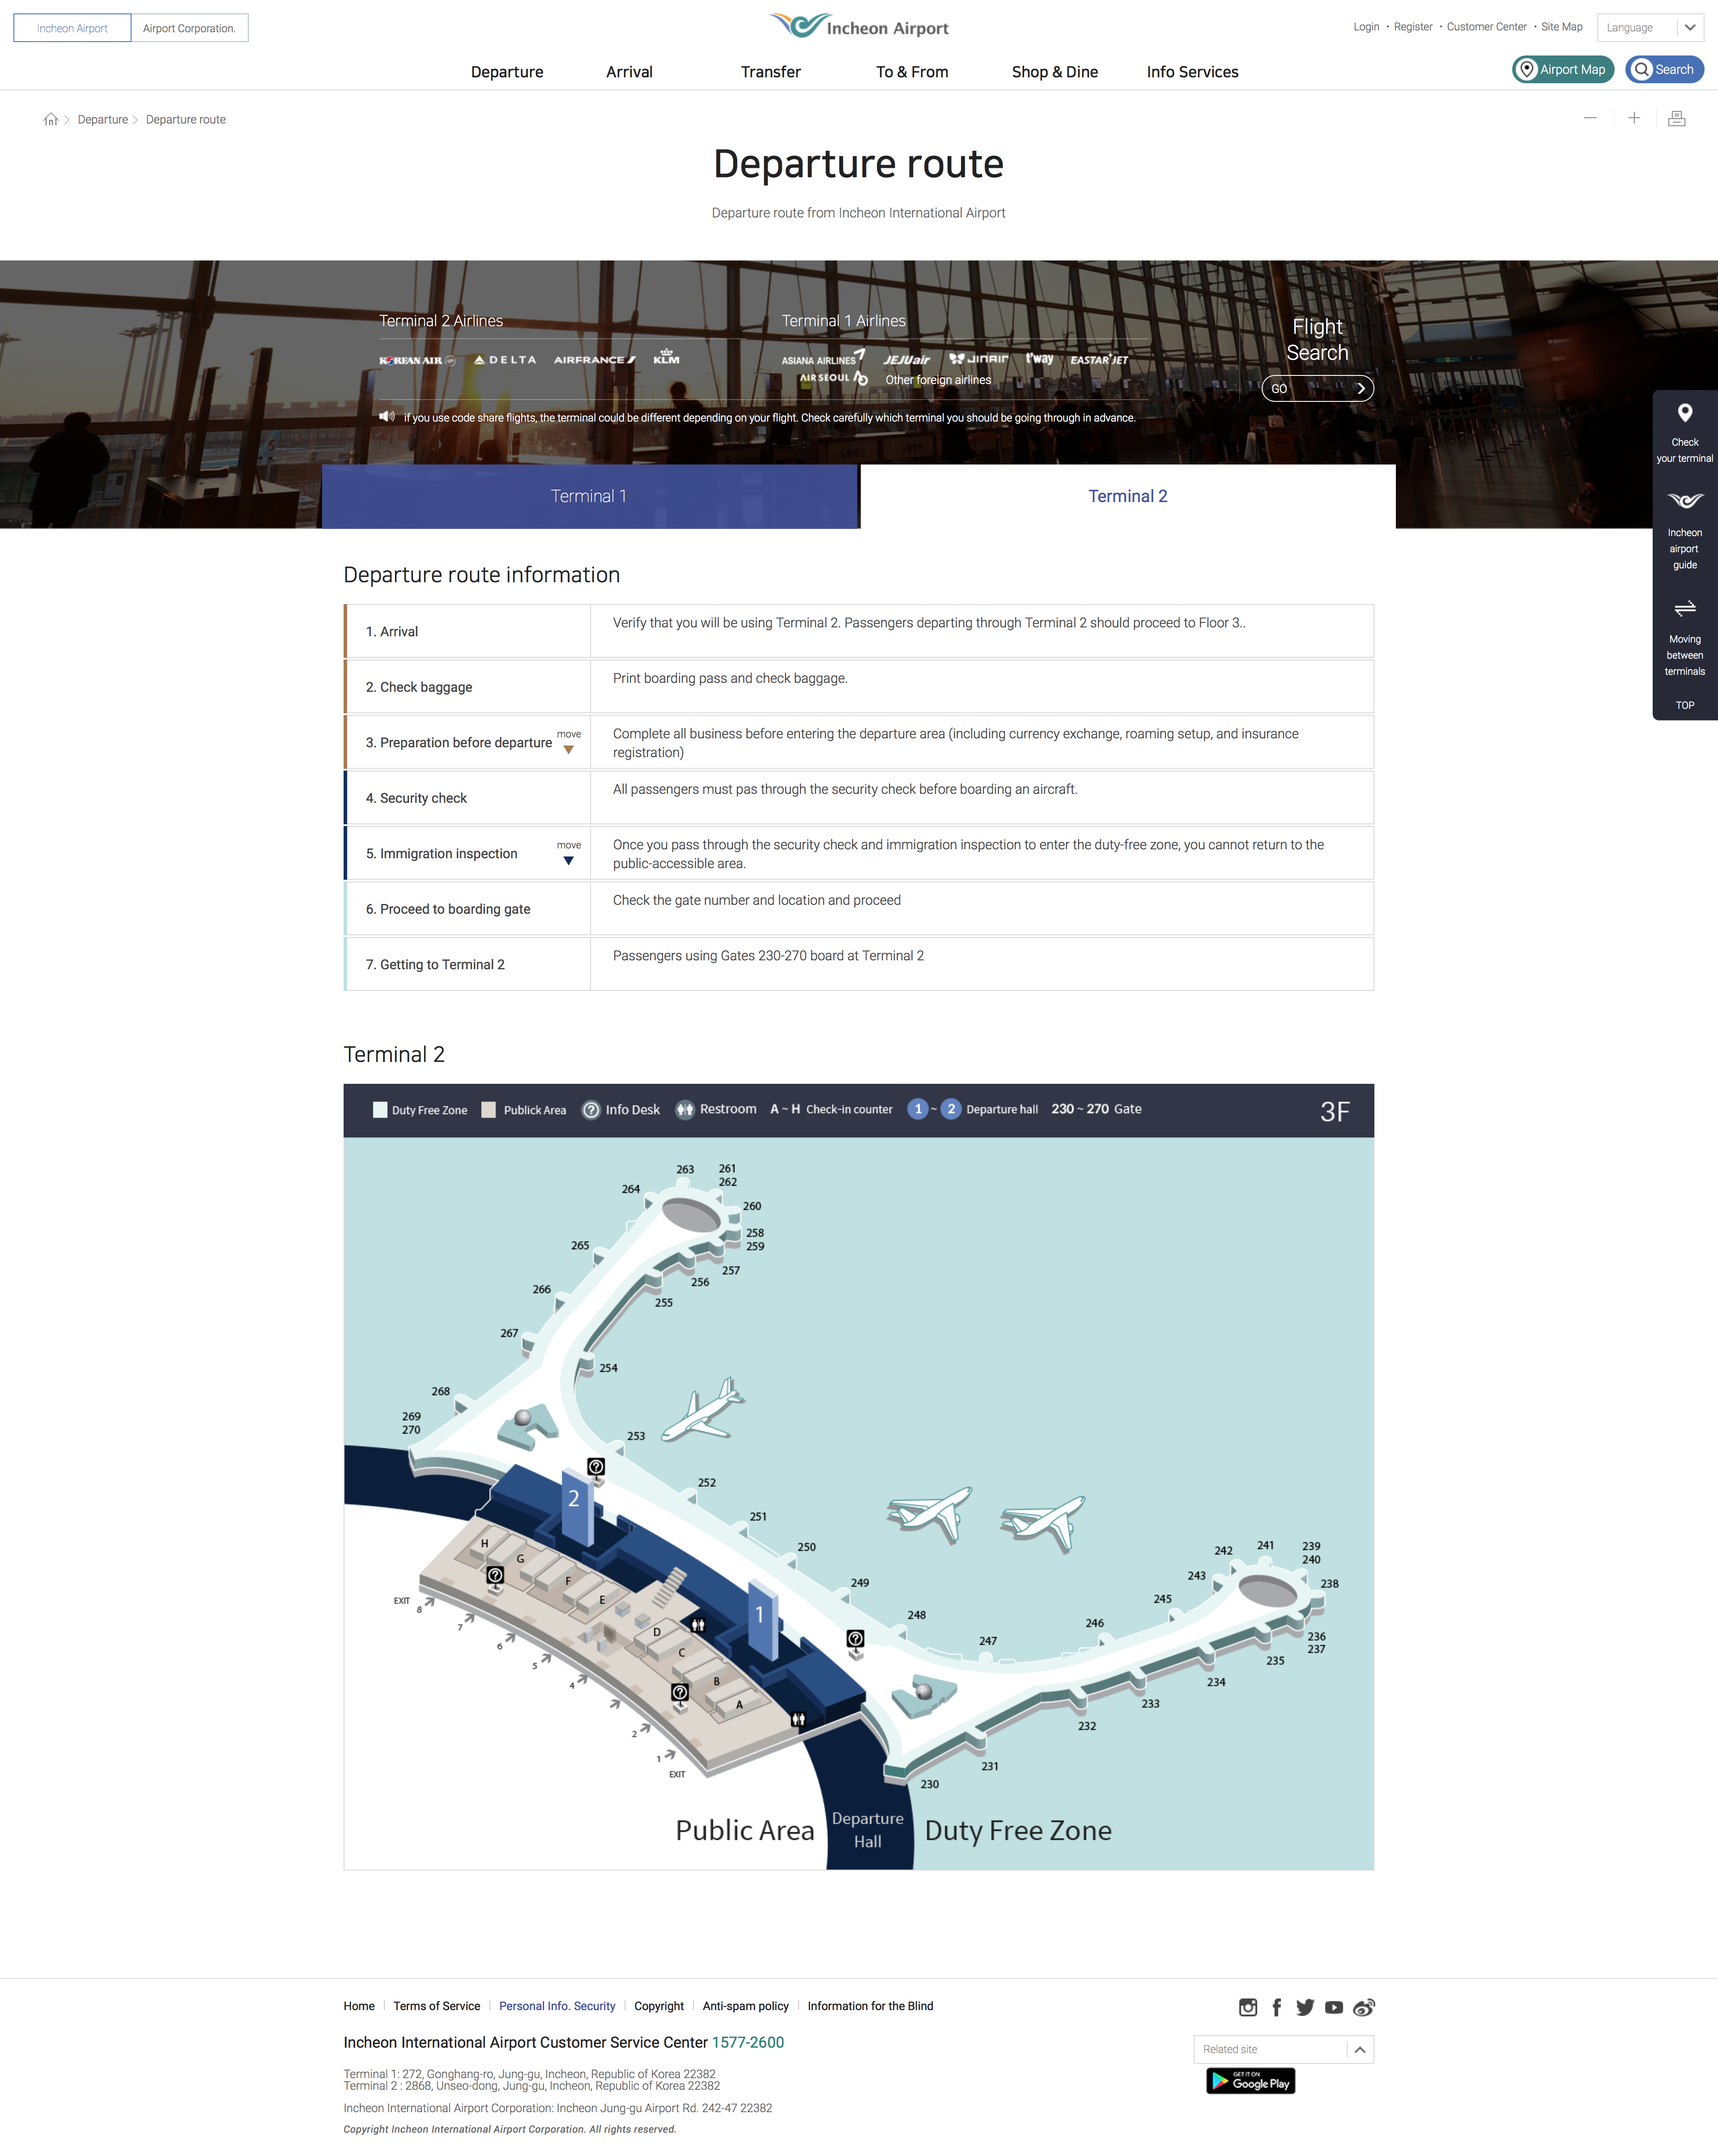 Incheon Airport
Airport Corporation.
Incheon Airport
Login · Register · Customer Center · Site Map
Language
Departure Arrival Transfer To & From Shop & Dine Info Services
Airport Map
Search
Departure
Departure route
Departure route
Departure route from Incheon International Airport
Terminal 2 Airlines
KOREAN AIR DELTA AIRFRANCE KLM
Terminal 1 Airlines
ASIANA AIRLINES JEJUair JINAIR t'way EASTAR JET
AIR SEOUL Other foreign airlines
if you use code share flights, the terminal could be different depending on your flight. Check carefully which terminal you should be going through in advance.
Flight
Search
GO
Check
your terminal
Incheon
airport
guide
Moving
between
terminals
TOP
Terminal 1
Terminal 2
Departure route information
1. Arrival
Verify that you will be using Terminal 2. Passengers departing through Terminal 2 should proceed to Floor 3..
2. Check baggage
Print boarding pass and check baggage.
3. Preparation before departure
move
Complete all business before entering the departure area (including currency exchange, roaming setup, and insurance
registration)
4. Security check
All passengers must pas through the security check before boarding an aircraft.
5. Immigration inspection
move
Once you pass through the security check and immigration inspection to enter the duty-free zone, you cannot return to the
public-accessible area.
6. Proceed to boarding gate
Check the gate number and location and proceed
7. Getting to Terminal 2
Passengers using Gates 230-270 board at Terminal 2
Terminal 2
Duty Free Zone Publick Area Info Desk Restroom A ~ H Check-in counter 1 ~ 2 Departure hall 230 ~ 270 Gate
3F
263
261
262
264
260
258
259
265
257
256
266
255
267
254
268
269
270
253
252
2
251
250
249
248
247
246
245
243
242
241
239
240
238
236
237
235
234
233
232
231
230
H
G
F
E
D
C
B
A
1
EXIT
8
7
6
5
4
2
1
EXIT
Public Area
Departure
Hall
Duty Free Zone
Home
Terms of Service
Personal Info. Security
Copyright
Anti-spam policy
Information for the Blind
Incheon International Airport Customer Service Center 1577-2600
Terminal 1: 272, Gonghang-ro, Jung-gu, Incheon, Republic of Korea 22382
Terminal 2 : 2868, Unseo-dong, Jung-gu, Incheon, Republic of Korea 22382
Incheon International Airport Corporation: Incheon Jung-gu Airport Rd. 242-47 22382
Copyright Incheon International Airport Corporation. All rights reserved.
Related site
GET IT ON
Google Play